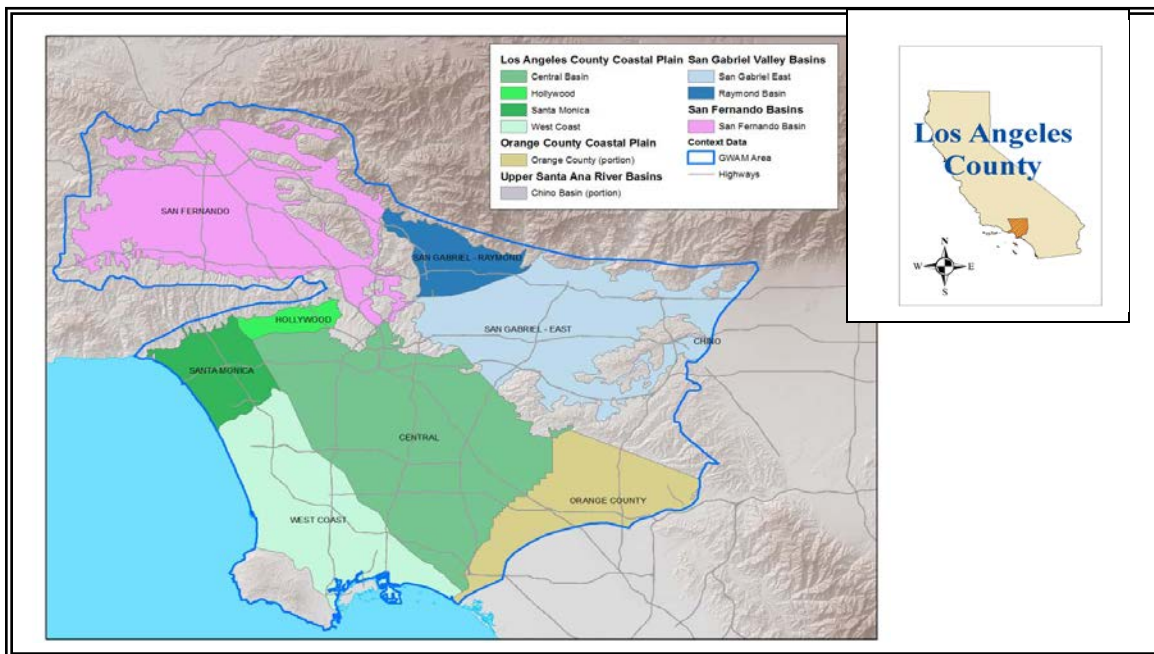 Los Angeles County Coastal Plain
Central Basin
Hollywood
Santa Monica
West Coast
Orange County Coastal Plain
Orange County (portion)
Upper Santa Ana River Basins
Chino Basin (portion)
San Gabriel Valley Basins
San Gabriel East
Raymond Basin
San Fernando Basins
San Fernando Basin
Context Data
GWAM Area
Highways
Los Angeles
County
N
W E
S
SAN FERNANDO
SAN GABRIEL - RAYMOND
HOLLYWOOD
SAN GABRIEL - EAST
CHINO
SANTA MONICA
CENTRAL
ORANGE COUNTY
WEST COAST